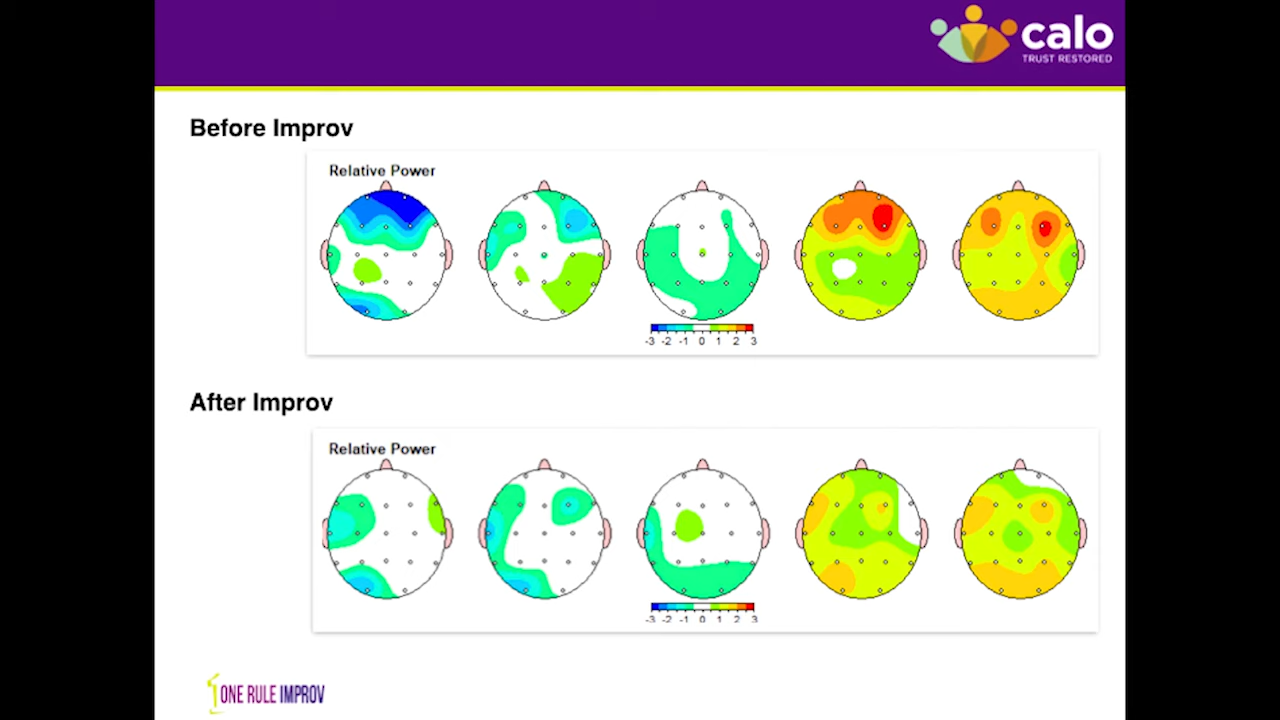 calo
TRUST RESTORED
Before Improv
Relative Power
-3 -2 -1 0 1 2 3
After Improv
Relative Power
-3 -2 -1 0 1 2 3
ONE RULE IMPROV